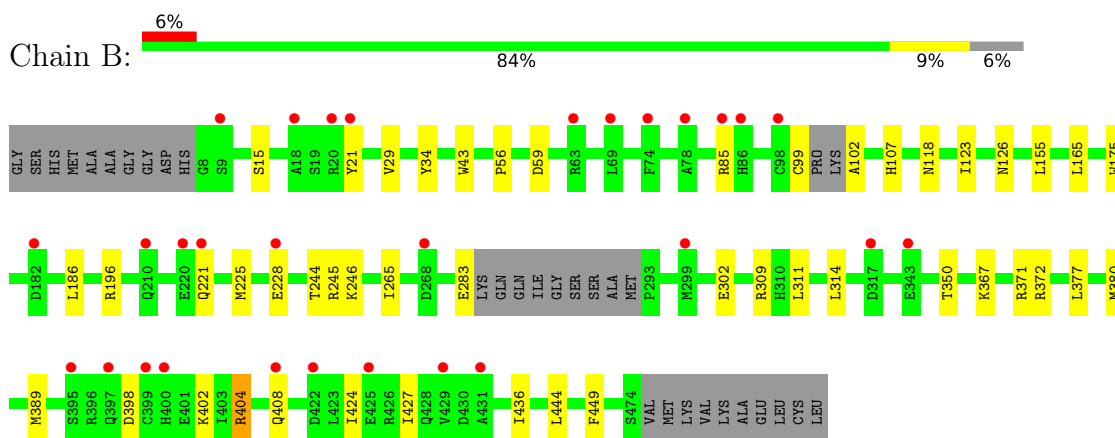 6%
Chain B:
84% 9% 6%
GLY SER HIS MET ALA ALA GLY GLY ASP HIS G8 S9 S15 A18 S19 R20 Y21 V29 Y34 W43 P56 D59 R63 L69 F74 A78 R85 H86 C98 C99 PRO LYS A102 H107 N118 I123 N126 L155 L165 W175
D182 L186 R196 Q210 E220 Q221 M225 E228 T244 R245 K246 I265 D268 E283 LYS GLN GLN ILE GLY SER SER ALA MET P293 M299 E302 R309 H310 L311 L314 D317 E343 T350 K367 R371 R372 L377 M380
M389 S395 R396 Q397 D398 C399 H400 E401 K402 I403 R404 Q408 D422 L423 I424 E425 R426 I427 Q428 V429 D430 A431 I436 L444 F449 S474 VAL MET LYS VAL LYS ALA GLU LEU CYS LEU